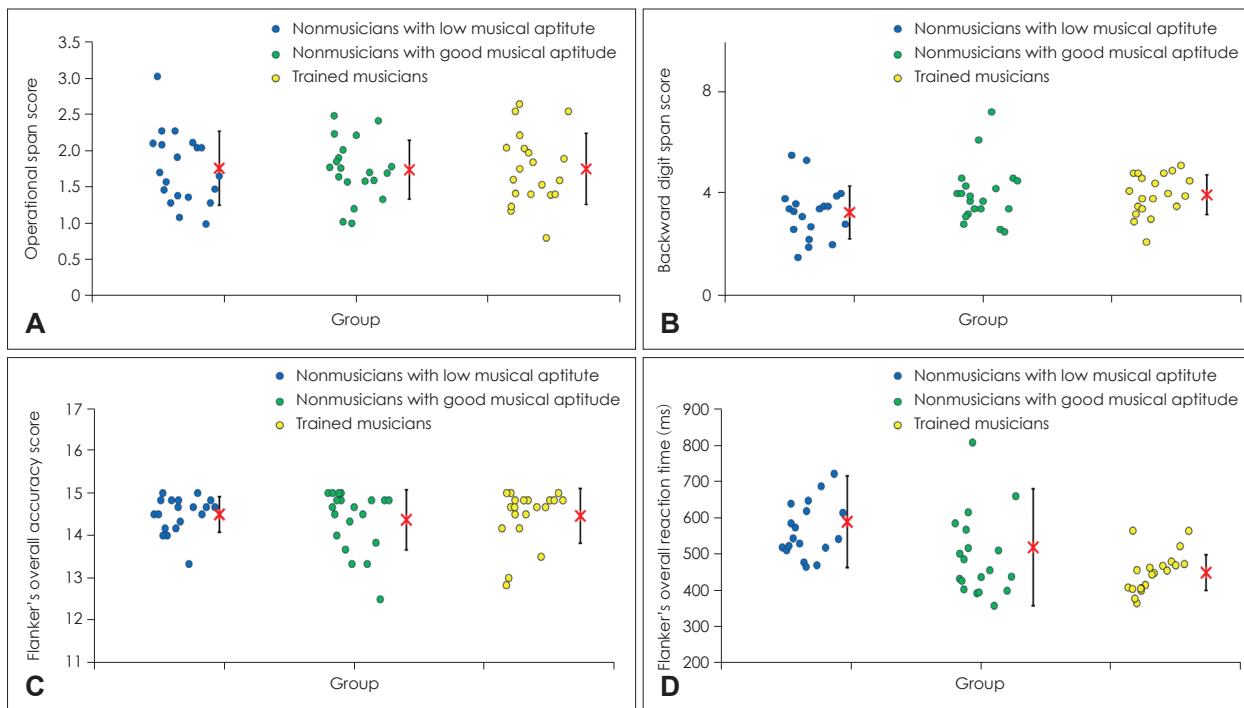 Nonmusicians with low musical aptitute
Nonmusicians with good musical aptitude
Trained musicians
3.5
3.0
2.5
2.0
1.5
1.0
0.5
0
Operational span score
Group
A
Nonmusicians with low musical aptitute
Nonmusicians with good musical aptitude
Trained musicians
8
4
0
Backward digit span score
Group
B
Nonmusicians with low musical aptitute
Nonmusicians with good musical aptitude
Trained musicians
17
16
15
14
13
12
11
Flanker's overall accuracy score
Group
C
Nonmusicians with low musical aptitute
Nonmusicians with good musical aptitude
Trained musicians
900
800
700
600
500
400
300
200
Flanker's overall reaction time (ms)
Group
D